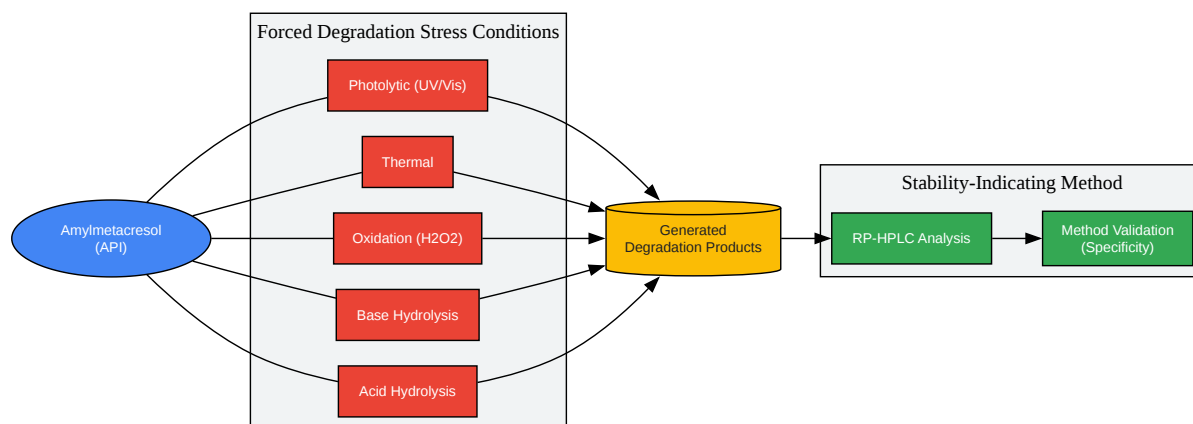 Forced Degradation Stress Conditions
Photolytic (UV/Vis)
Thermal
Oxidation (H2O2)
Base Hydrolysis
Acid Hydrolysis
Amylmetacresol
(API)
Generated
Degradation Products
Stability-Indicating Method
RP-HPLC Analysis
Method Validation
(Specificity)